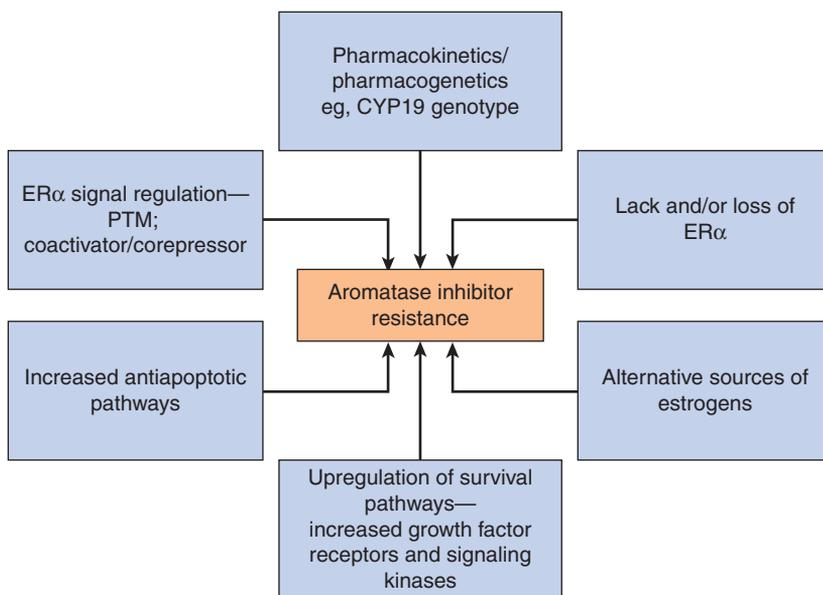 Pharmacokinetics/
pharmacogenetics
eg, CYP19 genotype
ERα signal regulation—
PTM;
coactivator/corepressor
Lack and/or loss of
ERα
Aromatase inhibitor
resistance
Increased antiapoptotic
pathways
Alternative sources of
estrogens
Upregulation of survival
pathways—
increased growth factor
receptors and signaling
kinases